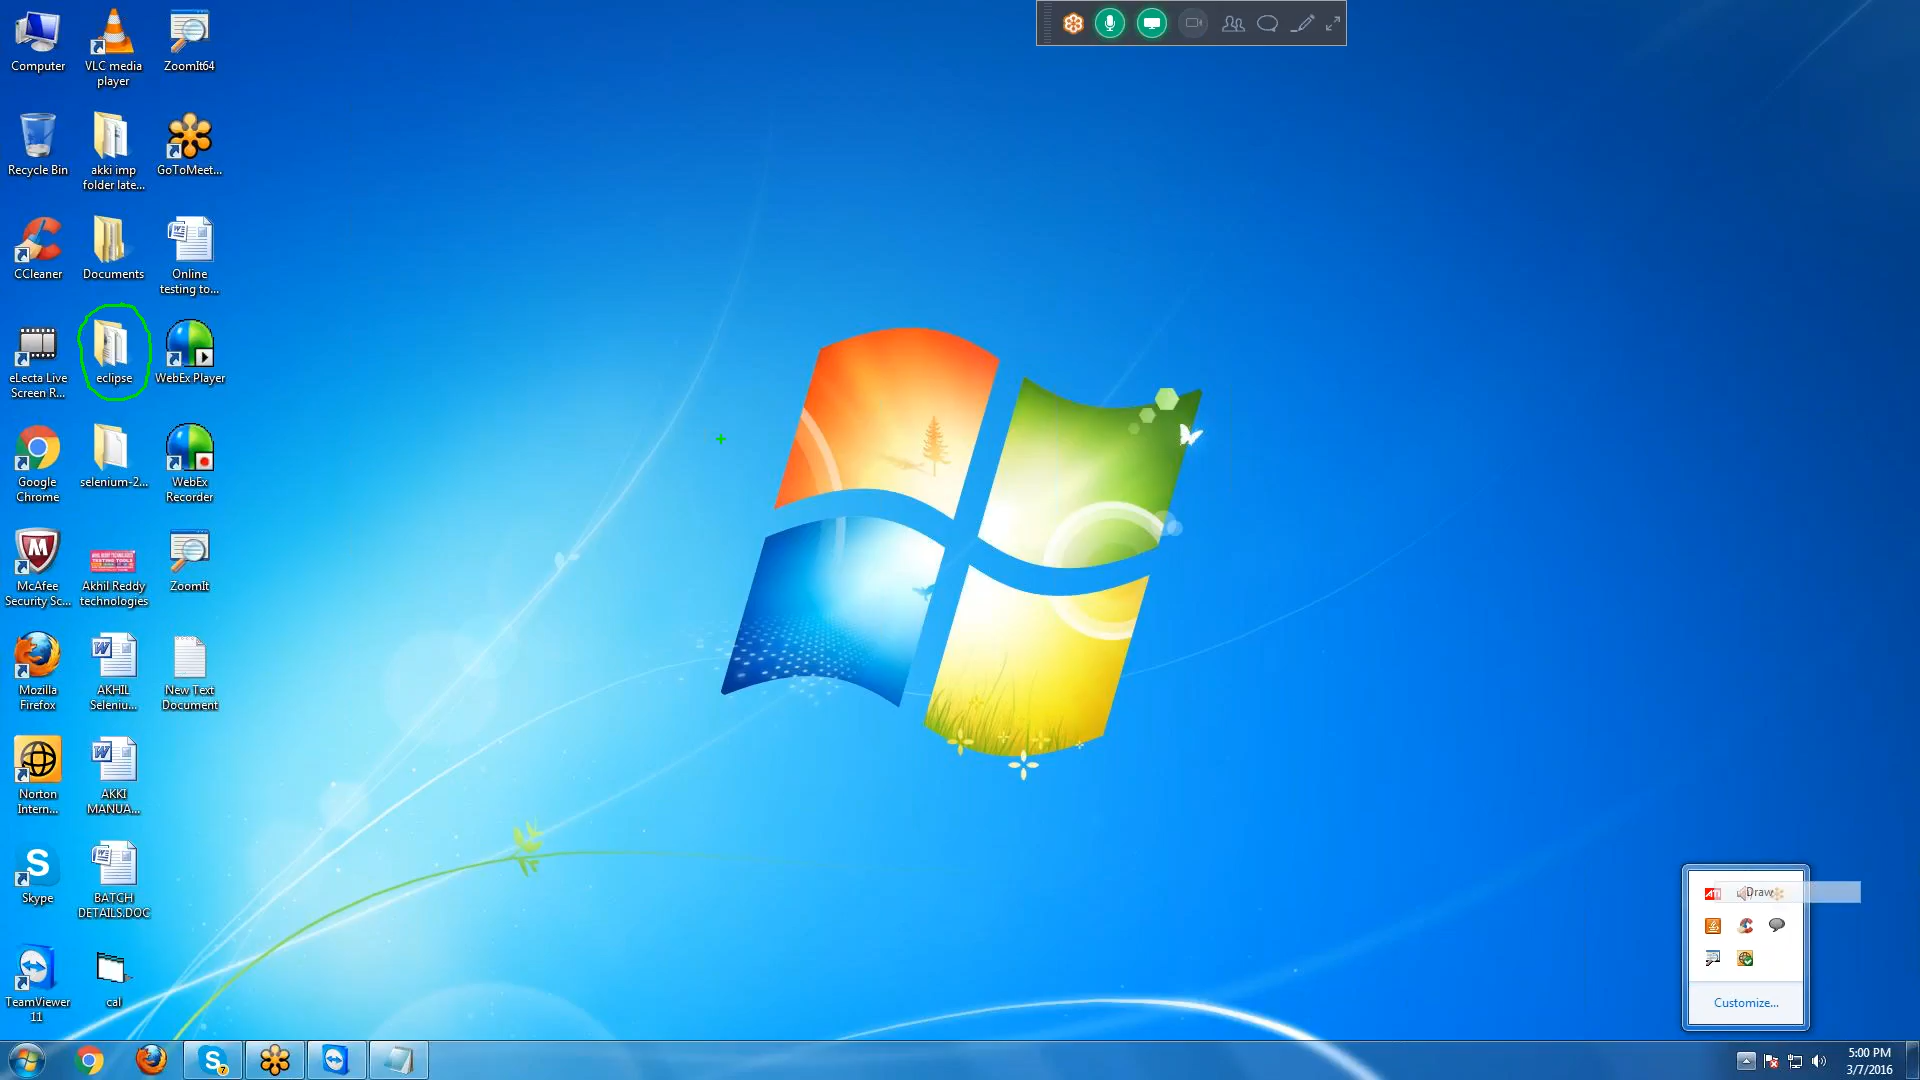 Computer
VLC media
player
ZoomIt64
Recycle Bin
akki imp
folder late...
GoToMeet...
CCleaner
Documents
Online
testing to...
eLecta Live
Screen R...
eclipse
WebEx Player
Google
Chrome
selenium-2...
WebEx
Recorder
McAfee
Security Sc...
Akhil Reddy
technologies
ZoomIt
Mozilla
Firefox
AKHIL
Seleniu...
New Text
Document
Norton
Intern...
AKKI
MANUA...
Skype
BATCH
DETAILS.DOC
TeamViewer
11
cal
Draw
Customize...
5:00 PM
3/7/2016